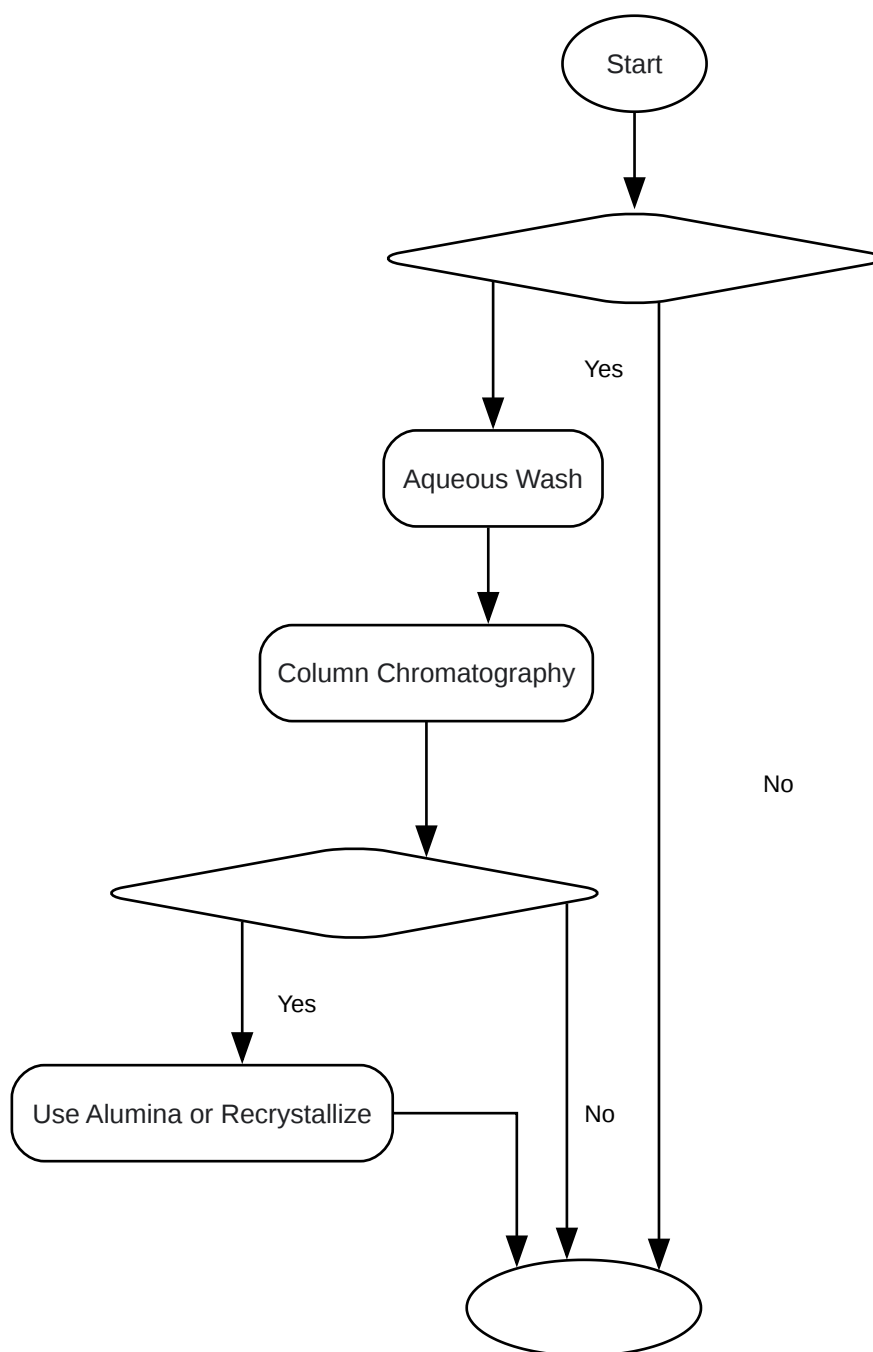 Start
Yes
Aqueous Wash
Column Chromatography
No
Yes
Use Alumina or Recrystallize
No